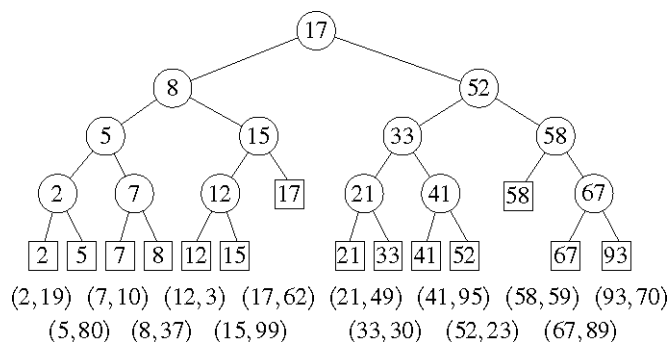 17
8 52
5 15 33 58
2 7 12 17 21 41 58 67
2 5 7 8 12 15 21 33 41 52 67 93
(2,19) (7,10) (12,3) (17,62) (21,49) (41,95) (58,59) (93,70)
(5,80) (8,37) (15,99) (33,30) (52,23) (67,89)